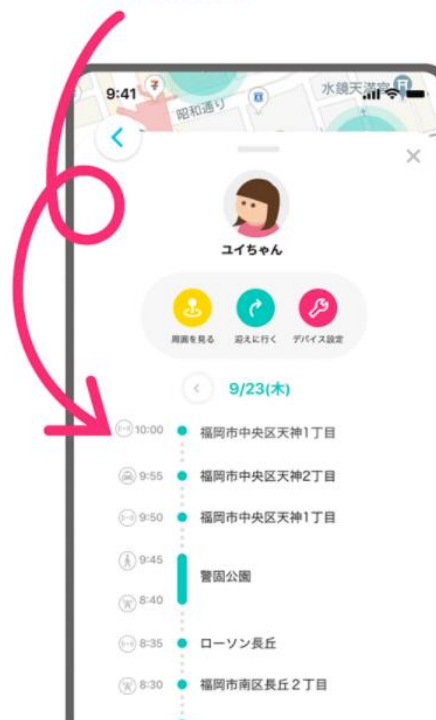 9:41
昭和通り
水鏡天満宮
ユイちゃん
周囲を見る 迎えに行く デバイス設定
9/23(木)
10:00 福岡市中央区天神1丁目
9:55 福岡市中央区天神2丁目
9:50 福岡市中央区天神1丁目
9:45
警固公園
8:40
8:35 ローソン長丘
8:30 福岡市南区長丘2丁目